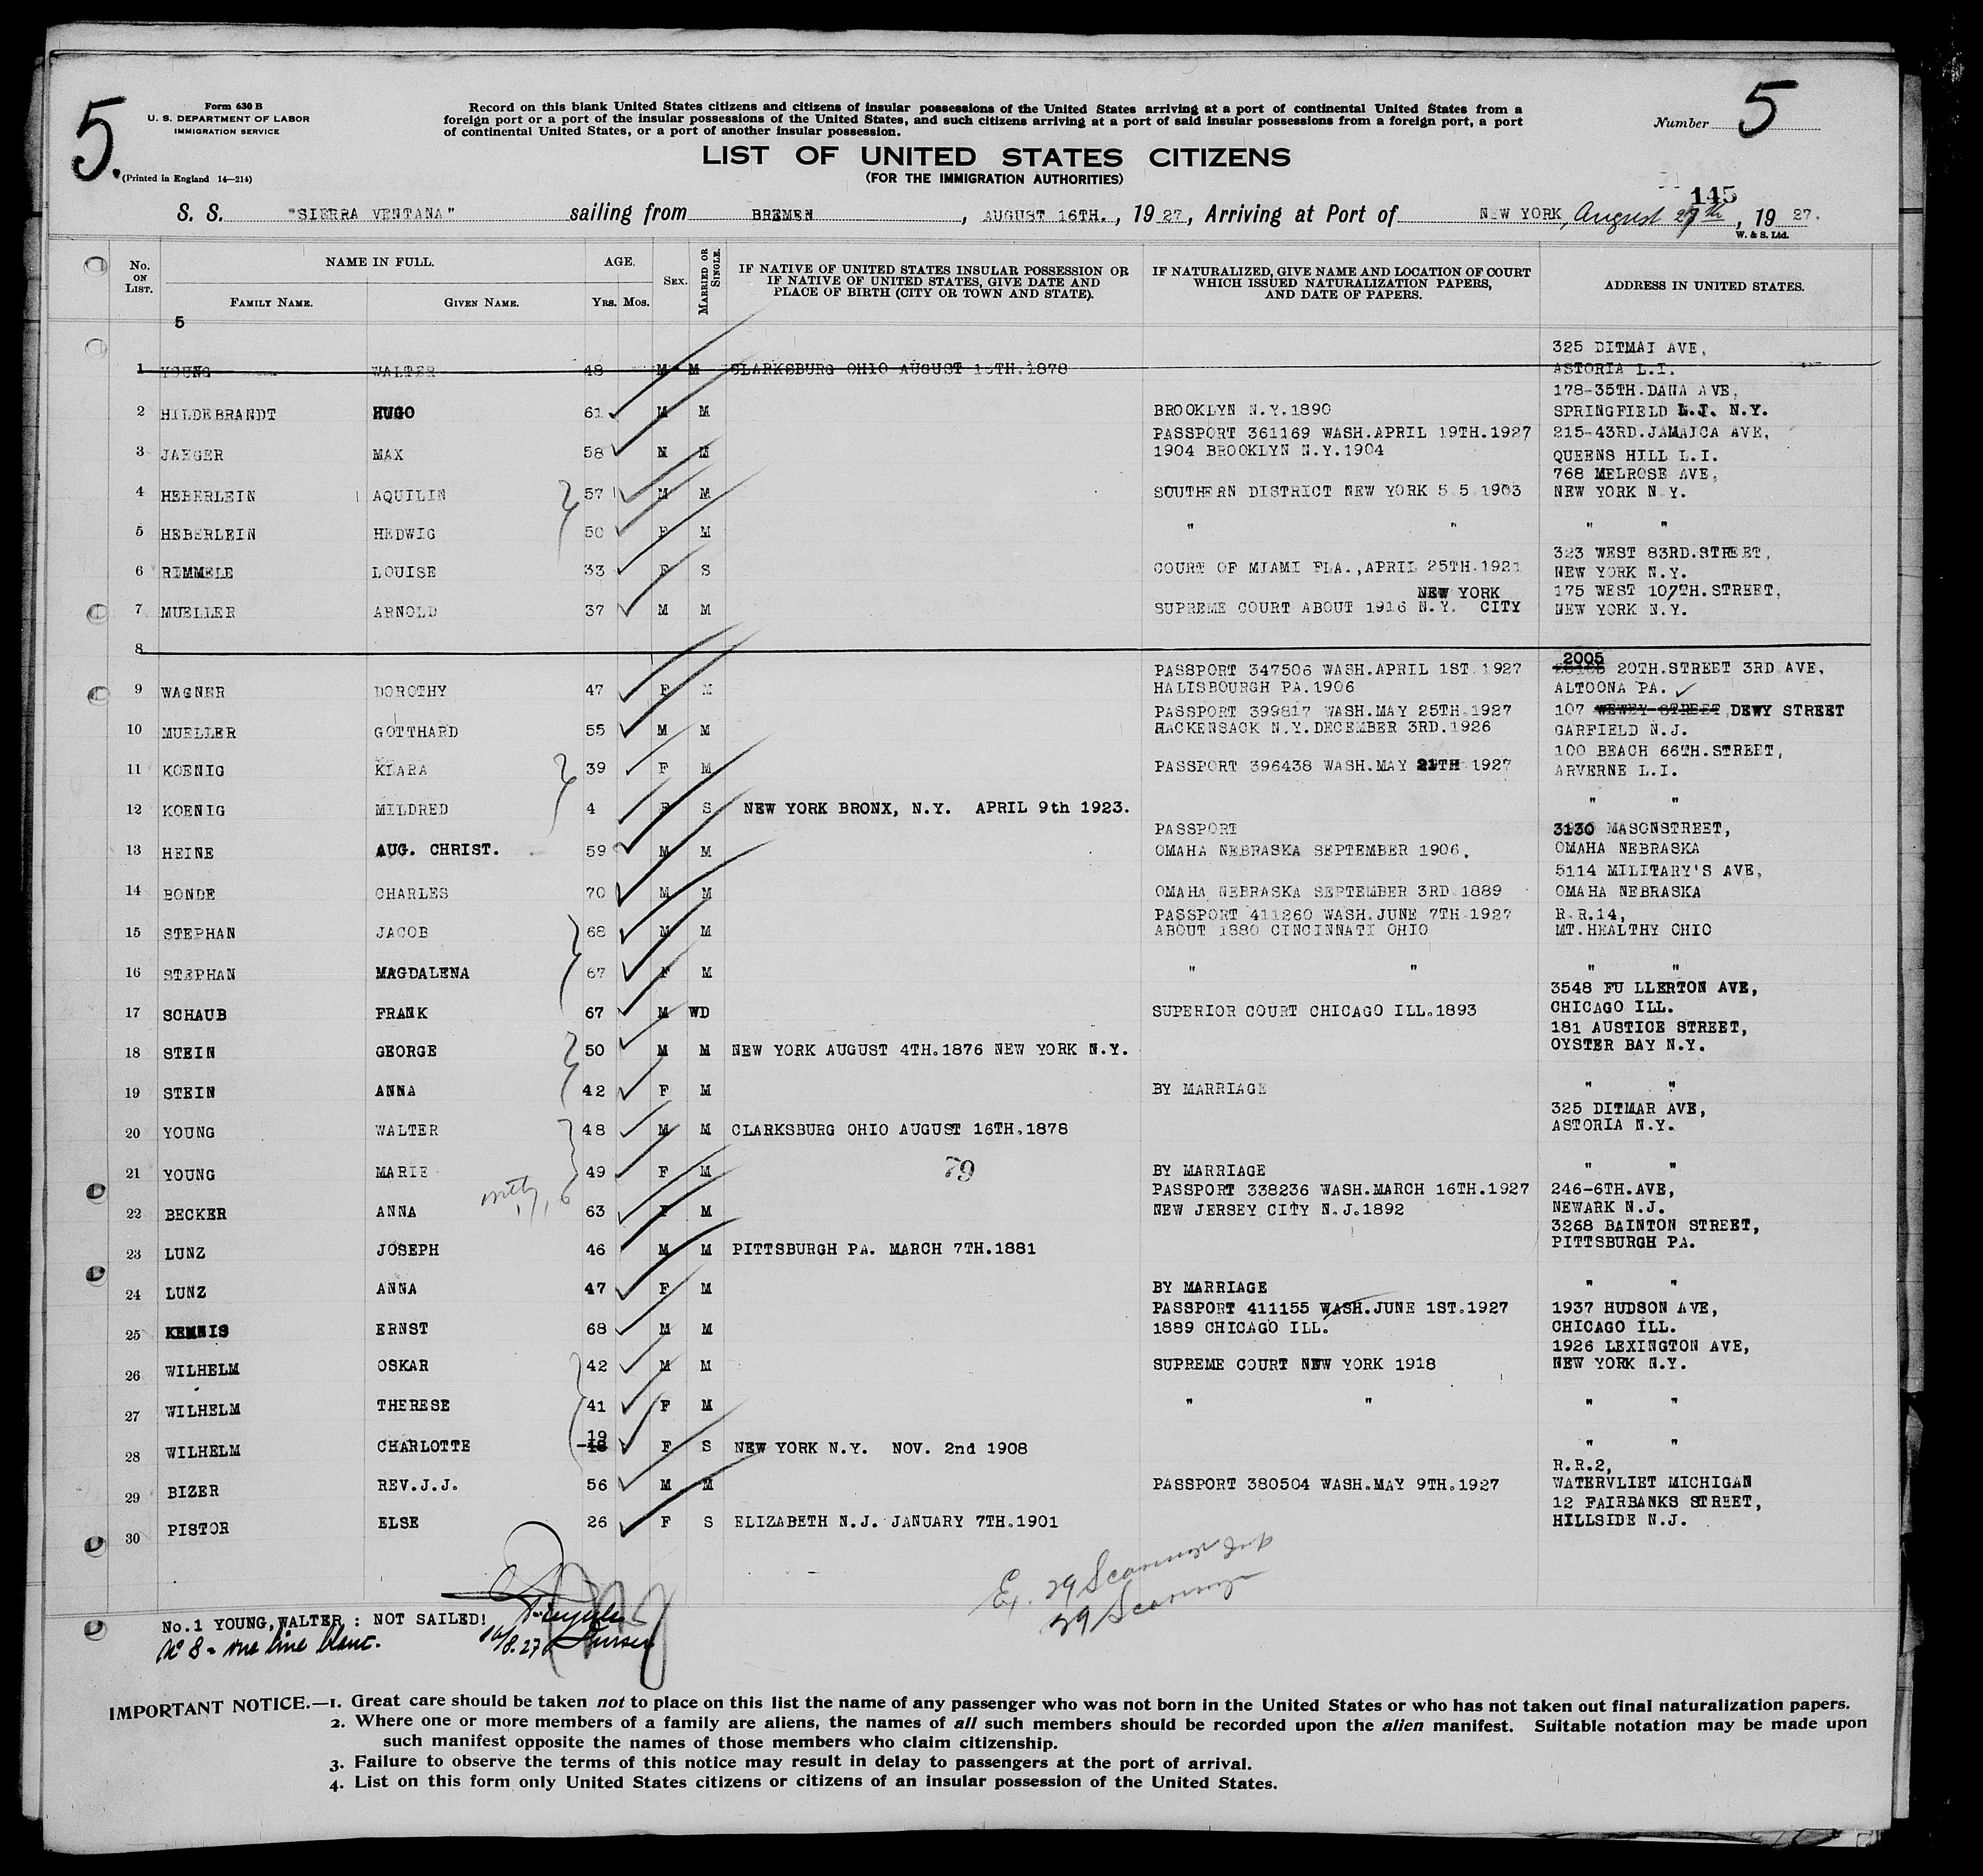 5.
Form 630 B
U. S. DEPARTMENT OF LABOR
IMMIGRATION SERVICE
(Printed in England 14—214)
Record on this blank United States citizens and citizens of insular possessions of the United States arriving at a port of continental United States from a
foreign port or a port of the insular possessions of the United States, and such citizens arriving at a port of said insular possessions from a foreign port, a port
of continental United States, or a port of another insular possession.
Number 5
LIST OF UNITED STATES CITIZENS
(FOR THE IMMIGRATION AUTHORITIES)
145
S. S. "SIERRA VENTANA" sailing from BREMEN, AUGUST 16TH., 1927, Arriving at Port of NEW YORK, August 27th, 1927.
W. & S. Ltd.
No. ON LIST. NAME IN FULL. FAMILY NAME. GIVEN NAME. AGE. YRS. MOS. SEX. MARRIED OR SINGLE. IF NATIVE OF UNITED STATES INSULAR POSSESSION OR IF NATIVE OF UNITED STATES, GIVE DATE AND PLACE OF BIRTH (CITY OR TOWN AND STATE). IF NATURALIZED, GIVE NAME AND LOCATION OF COURT WHICH ISSUED NATURALIZATION PAPERS, AND DATE OF PAPERS. ADDRESS IN UNITED STATES.
5
325 DITMAI AVE,
1 YOUNG WALTER 48 M M CLARKSBURG OHIO AUGUST 16TH.1878 ASTORIA L.I.
178-35TH.DANA AVE,
2 HILDEBRANDT HUGO 61 M M BROOKLYN N.Y.1890 SPRINGFIELD L.I. N.Y.
PASSPORT 361169 WASH.APRIL 19TH.1927 215-43RD.JAMAICA AVE,
3 JAEGER MAX 58 M M 1904 BROOKLYN N.Y.1904 QUEENS HILL L.I.
768 MELROSE AVE,
4 HEBERLEIN AQUILIN 57 M M SOUTHERN DISTRICT NEW YORK 5.5.1903 NEW YORK N.Y.
5 HEBERLEIN HEDWIG 50 F M " " " "
323 WEST 83RD.STREET,
6 RIMMELE LOUISE 33 F S COURT OF MIAMI FLA.,APRIL 25TH.1921 NEW YORK N.Y.
NEW YORK 175 WEST 107TH.STREET,
7 MUELLER ARNOLD 37 M M SUPREME COURT ABOUT 1916 N.Y. CITY NEW YORK N.Y.
8
2005
PASSPORT 347506 WASH.APRIL 1ST.1927 20TH.STREET 3RD AVE,
9 WAGNER DOROTHY 47 F M HALISBOURGH PA.1906 ALTOONA PA.
PASSPORT 399817 WASH.MAY 25TH.1927 107 WEWEY STREET DEWY STREET
10 MUELLER GOTTHARD 55 M M HACKENSACK N.Y.DECEMBER 3RD.1926 GARFIELD N.J.
100 BEACH 66TH.STREET,
11 KOENIG KLARA 39 F M PASSPORT 396438 WASH.MAY 21TH 1927 ARVERNE L.I.
12 KOENIG MILDRED 4 F S NEW YORK BRONX, N.Y. APRIL 9th 1923. " "
PASSPORT 3130 MASONSTREET,
13 HEINE AUG. CHRIST. 59 M M OMAHA NEBRASKA SEPTEMBER 1906. OMAHA NEBRASKA
5114 MILITARY'S AVE,
14 BONDE CHARLES 70 M M OMAHA NEBRASKA SEPTEMBER 3RD.1889 OMAHA NEBRASKA
PASSPORT 411260 WASH.JUNE 7TH.1927 R.R.14,
15 STEPHAN JACOB 68 M M ABOUT 1880 CINCINNATI OHIO MT.HEALTHY OHIO
16 STEPHAN MAGDALENA 67 F M " " " "
3548 FU LLERTON AVE,
17 SCHAUB FRANK 67 M WD SUPERIOR COURT CHICAGO ILL.1893 CHICAGO ILL.
181 AUSTICE STREET,
18 STEIN GEORGE 50 M M NEW YORK AUGUST 4TH.1876 NEW YORK N.Y. OYSTER BAY N.Y.
19 STEIN ANNA 42 F M BY MARRIAGE " "
325 DITMAR AVE,
20 YOUNG WALTER 48 M M CLARKSBURG OHIO AUGUST 16TH.1878 ASTORIA N.Y.
21 YOUNG MARIE 49 F M 79 BY MARRIAGE " "
PASSPORT 338236 WASH.MARCH 16TH.1927 246-6TH.AVE,
22 BECKER ANNA 63 F M NEW JERSEY CITY N.J.1892 NEWARK N.J.
3268 BAINTON STREET,
23 LUNZ JOSEPH 46 M M PITTSBURGH PA. MARCH 7TH.1881 PITTSBURGH PA.
24 LUNZ ANNA 47 F M BY MARRIAGE " "
PASSPORT 411155 WASH.JUNE 1ST.1927 1937 HUDSON AVE,
25 KEMNIS ERNST 68 M M 1889 CHICAGO ILL. CHICAGO ILL.
1926 LEXINGTON AVE,
26 WILHELM OSKAR 42 M M SUPREME COURT NEW YORK 1918 NEW YORK N.Y.
27 WILHELM THERESE 41 F M " " " "
19
28 WILHELM CHARLOTTE 18 F S NEW YORK N.Y. NOV. 2nd 1908 " "
R.R.2,
29 BIZER REV.J.J. 56 M M PASSPORT 380504 WASH.MAY 9TH.1927 WATERVLIET MICHIGAN
12 FAIRBANKS STREET,
30 PISTOR ELSE 26 F S ELIZABETH N.J. JANUARY 7TH.1901 HILLSIDE N.J.
No.1 YOUNG,WALTER : NOT SAILED!
No 8 - one line blanc.
16/8.27
IMPORTANT NOTICE.—1. Great care should be taken not to place on this list the name of any passenger who was not born in the United States or who has not taken out final naturalization papers.
2. Where one or more members of a family are aliens, the names of all such members should be recorded upon the alien manifest. Suitable notation may be made upon
such manifest opposite the names of those members who claim citizenship.
3. Failure to observe the terms of this notice may result in delay to passengers at the port of arrival.
4. List on this form only United States citizens or citizens of an insular possession of the United States.